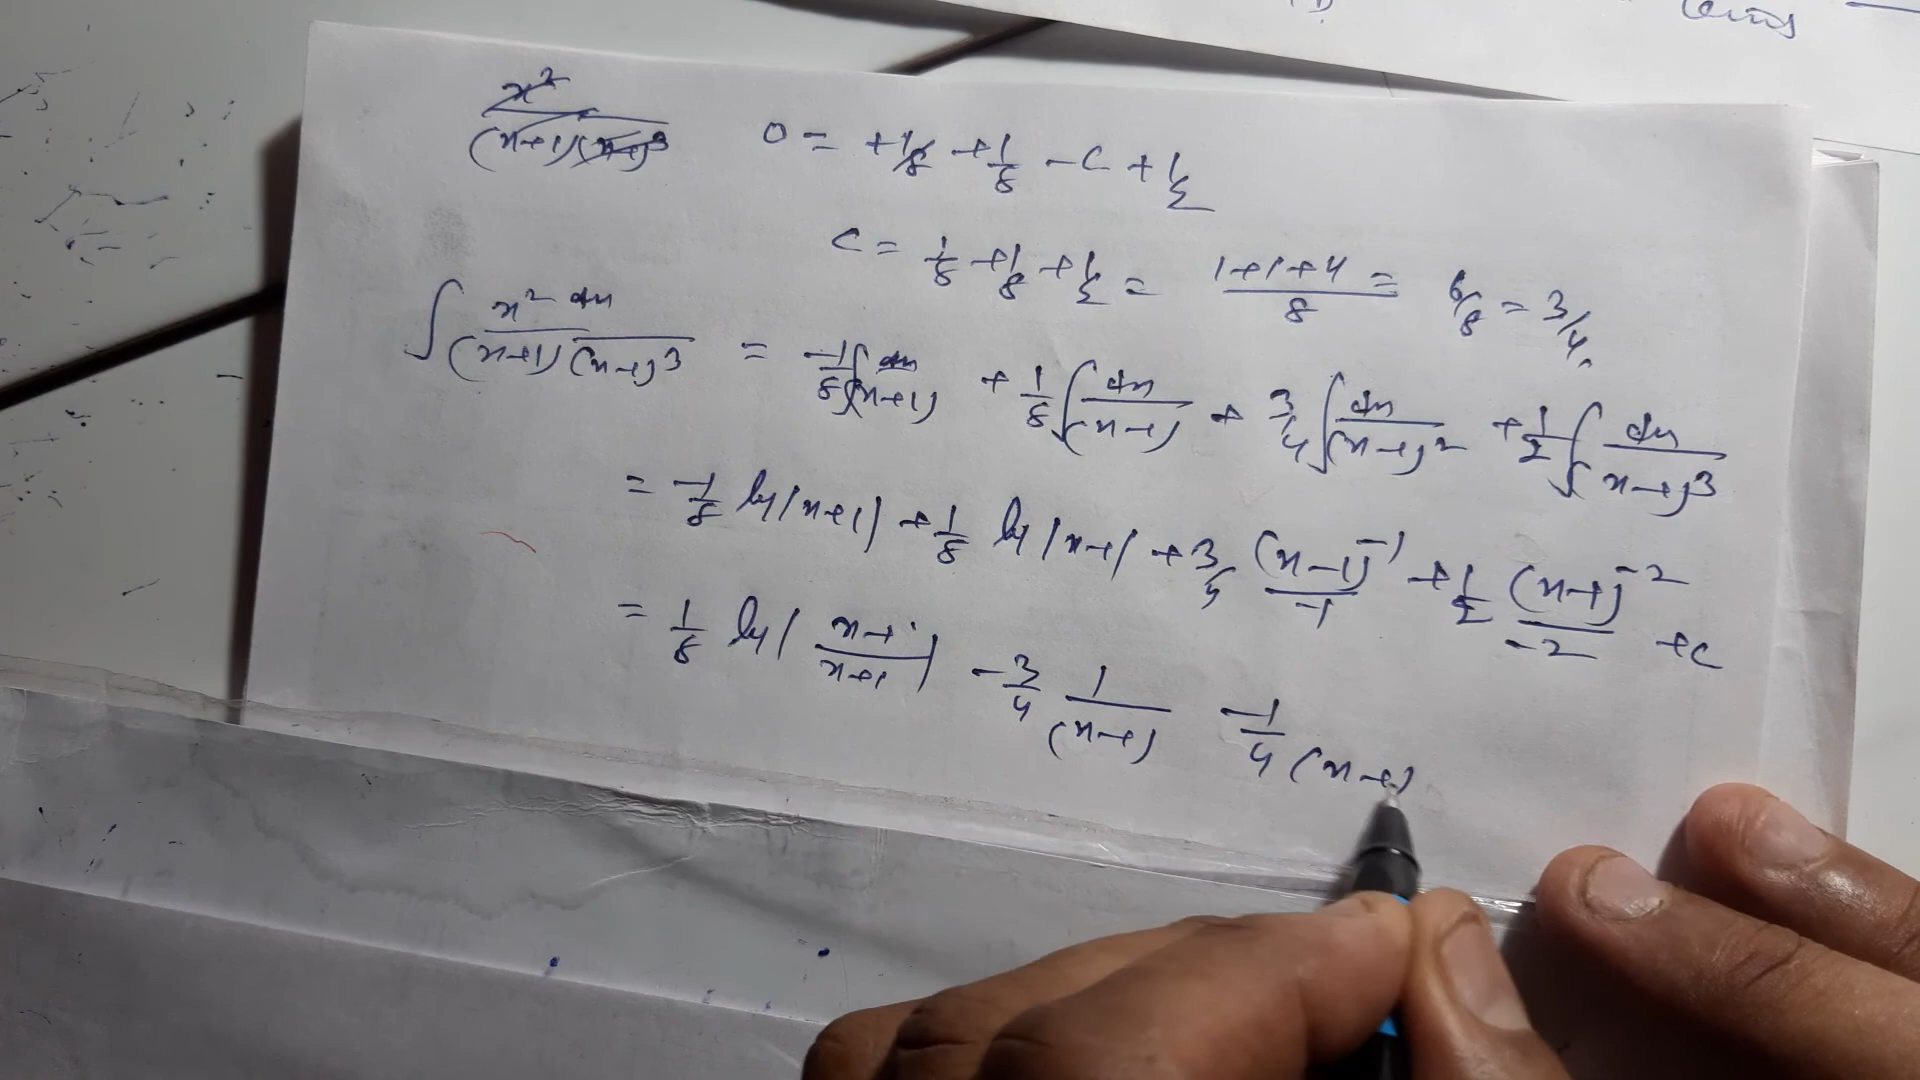 x²/((x+1)(x-1)³) 0 = +1/8 +1/8 - C + 1/2
C = 1/8 + 1/8 + 1/2 = (1+1+4)/8 = 6/8 = 3/4.
∫ x² dx/((x+1)(x-1)³) = -1/8 ∫ dx/(x+1) + 1/8 ∫ dx/(x-1) + 3/4 ∫ dx/(x-1)² + 1/2 ∫ dx/(x-1)³
= -1/8 log|x+1| + 1/8 log|x-1| + 3/4 (x-1)⁻¹/-1 + 1/2 (x-1)⁻²/-2 + C
= 1/8 log|(x-1)/(x+1)| - 3/4 1/(x-1) - 1/4(x-1)